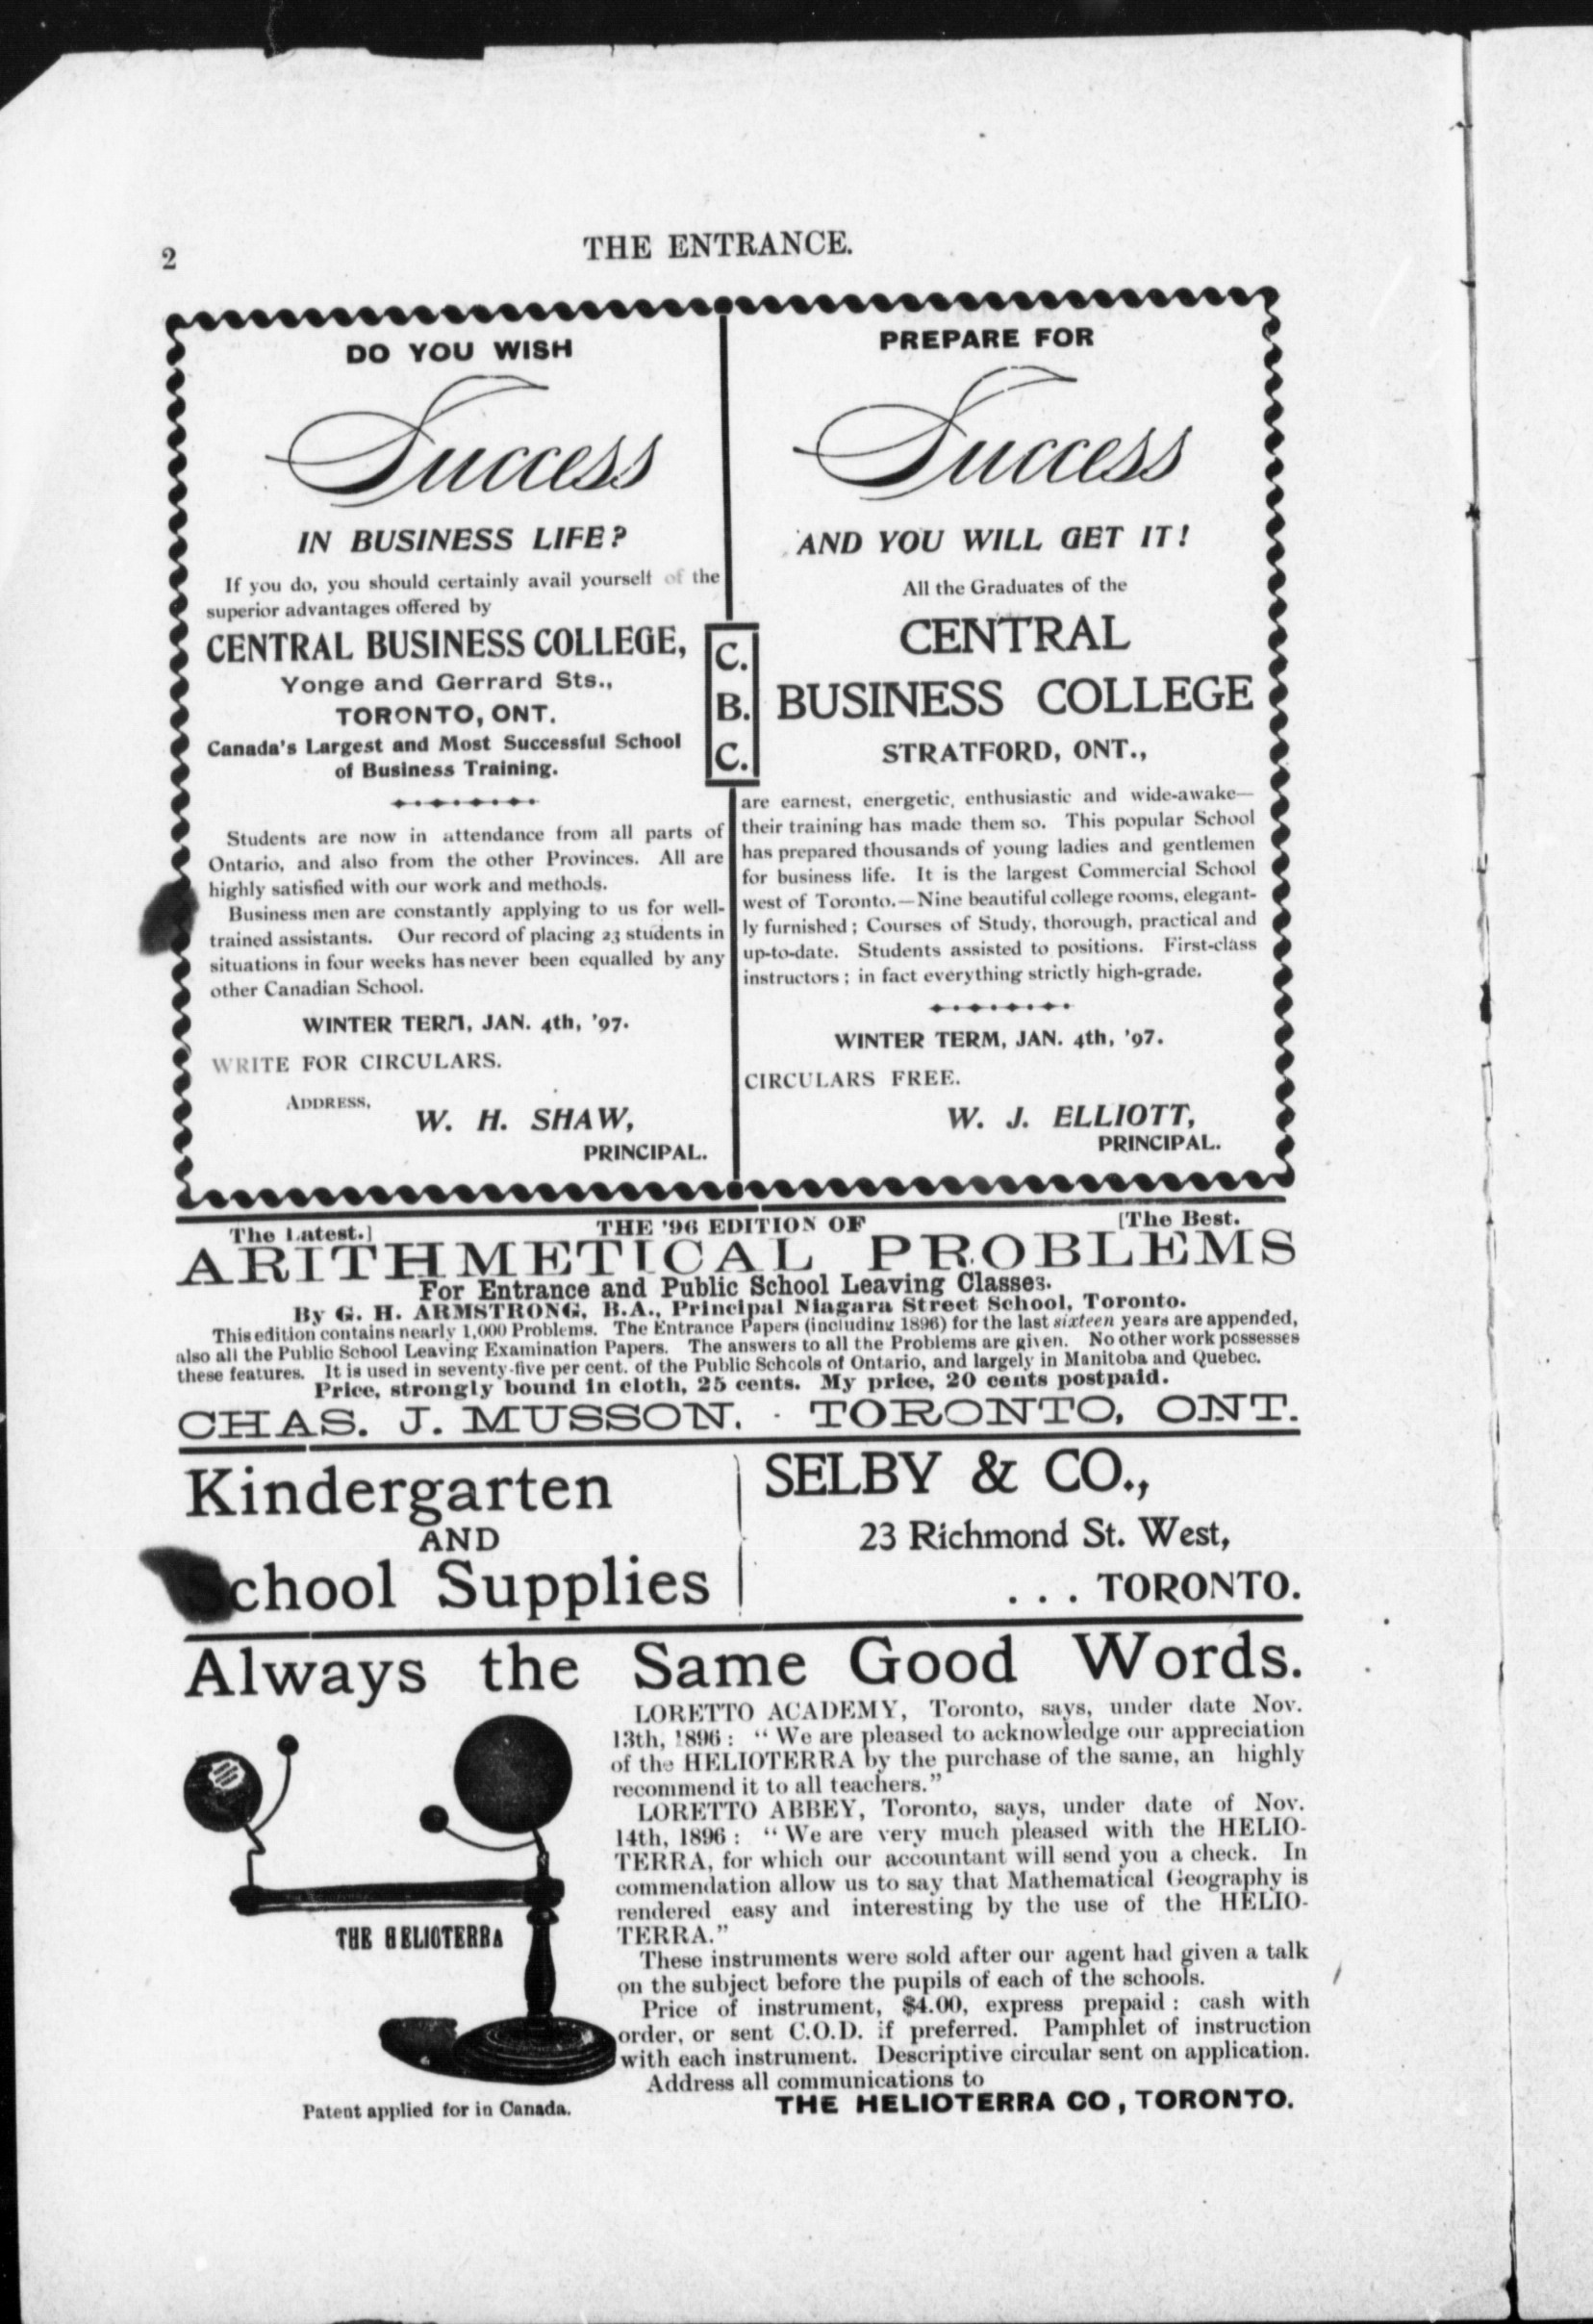 2
THE ENTRANCE.
DO YOU WISH
Success
IN BUSINESS LIFE?
If you do, you should certainly avail yourself of the
superior advantages offered by
CENTRAL BUSINESS COLLEGE,
Yonge and Gerrard Sts.,
TORONTO, ONT.
Canada's Largest and Most Successful School
of Business Training.
Students are now in attendance from all parts of
Ontario, and also from the other Provinces. All are
highly satisfied with our work and methods.
Business men are constantly applying to us for well-
trained assistants. Our record of placing 23 students in
situations in four weeks has never been equalled by any
other Canadian School.
WINTER TERM, JAN. 4th, '97.
WRITE FOR CIRCULARS.
ADDRESS,
W. H. SHAW,
PRINCIPAL.
C.
B.
C.
PREPARE FOR
Success
AND YOU WILL GET IT!
All the Graduates of the
CENTRAL
BUSINESS COLLEGE
STRATFORD, ONT.,
are earnest, energetic, enthusiastic and wide-awake—
their training has made them so. This popular School
has prepared thousands of young ladies and gentlemen
for business life. It is the largest Commercial School
west of Toronto.—Nine beautiful college rooms, elegant-
ly furnished; Courses of Study, thorough, practical and
up-to-date. Students assisted to positions. First-class
instructors; in fact everything strictly high-grade.
WINTER TERM, JAN. 4th, '97.
CIRCULARS FREE.
W. J. ELLIOTT,
PRINCIPAL.
The Latest.] THE '96 EDITION OF [The Best.
ARITHMETICAL PROBLEMS
For Entrance and Public School Leaving Classes.
By G. H. ARMSTRONG, B.A., Principal Niagara Street School, Toronto.
This edition contains nearly 1,000 Problems. The Entrance Papers (including 1896) for the last sixteen years are appended,
also all the Public School Leaving Examination Papers. The answers to all the Problems are given. No other work possesses
these features. It is used in seventy-five per cent. of the Public Schools of Ontario, and largely in Manitoba and Quebec.
Price, strongly bound in cloth, 25 cents. My price, 20 cents postpaid.
CHAS. J. MUSSON, · TORONTO, ONT.
Kindergarten
AND
School Supplies
SELBY & CO.,
23 Richmond St. West,
... TORONTO.
Always the Same Good Words.
LORETTO ACADEMY, Toronto, says, under date Nov.
13th, 1896: "We are pleased to acknowledge our appreciation
of the HELIOTERRA by the purchase of the same, an highly
recommend it to all teachers."
LORETTO ABBEY, Toronto, says, under date of Nov.
14th, 1896: "We are very much pleased with the HELIO-
TERRA, for which our accountant will send you a check. In
commendation allow us to say that Mathematical Geography is
rendered easy and interesting by the use of the HELIO-
TERRA."
These instruments were sold after our agent had given a talk
on the subject before the pupils of each of the schools.
Price of instrument, $4.00, express prepaid: cash with
order, or sent C.O.D. if preferred. Pamphlet of instruction
with each instrument. Descriptive circular sent on application.
Address all communications to
THE HELIOTERRA CO, TORONTO.
THE HELIOTERRA
Patent applied for in Canada.